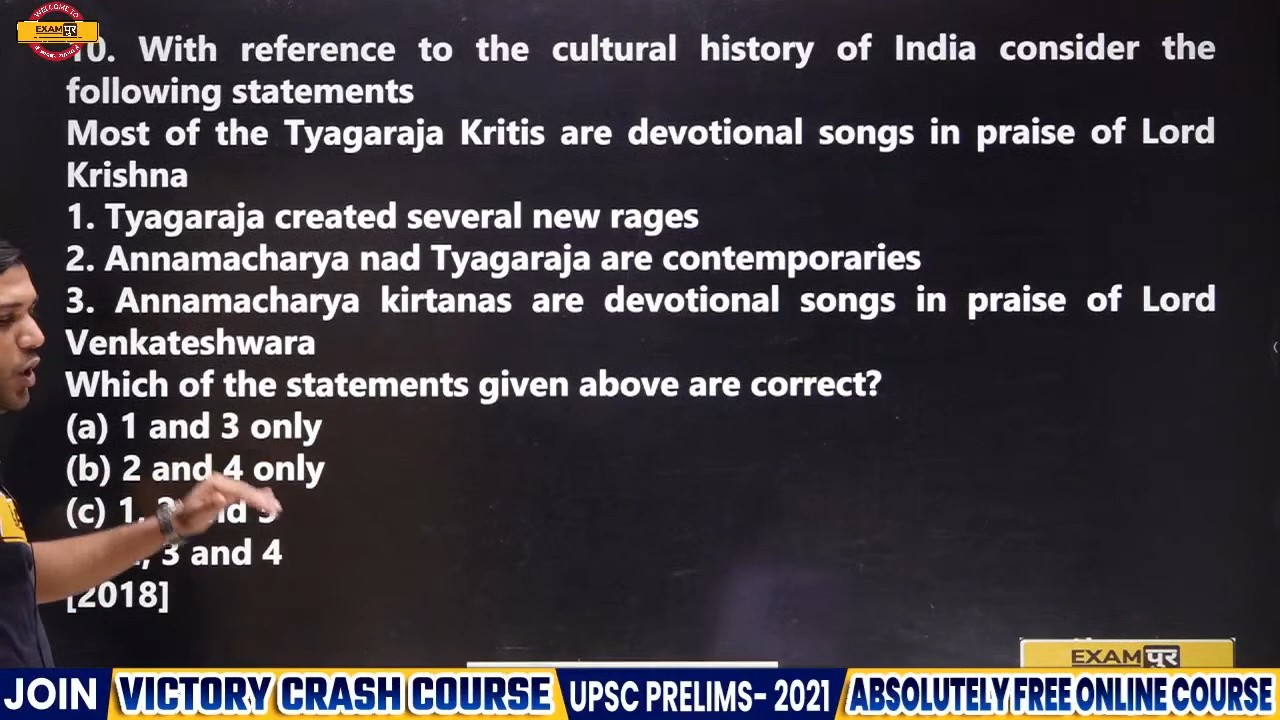 WELCOME TO
EXAMपुर
10. With reference to the cultural history of India consider the
following statements
Most of the Tyagaraja Kritis are devotional songs in praise of Lord
Krishna
1. Tyagaraja created several new rages
2. Annamacharya nad Tyagaraja are contemporaries
3. Annamacharya kirtanas are devotional songs in praise of Lord
Venkateshwara
Which of the statements given above are correct?
(a) 1 and 3 only
(b) 2 and 4 only
(c) 1,
3 and 4
[2018]
EXAMपुर
JOIN VICTORY CRASH COURSE UPSC PRELIMS- 2021 ABSOLUTELY FREE ONLINE COURSE